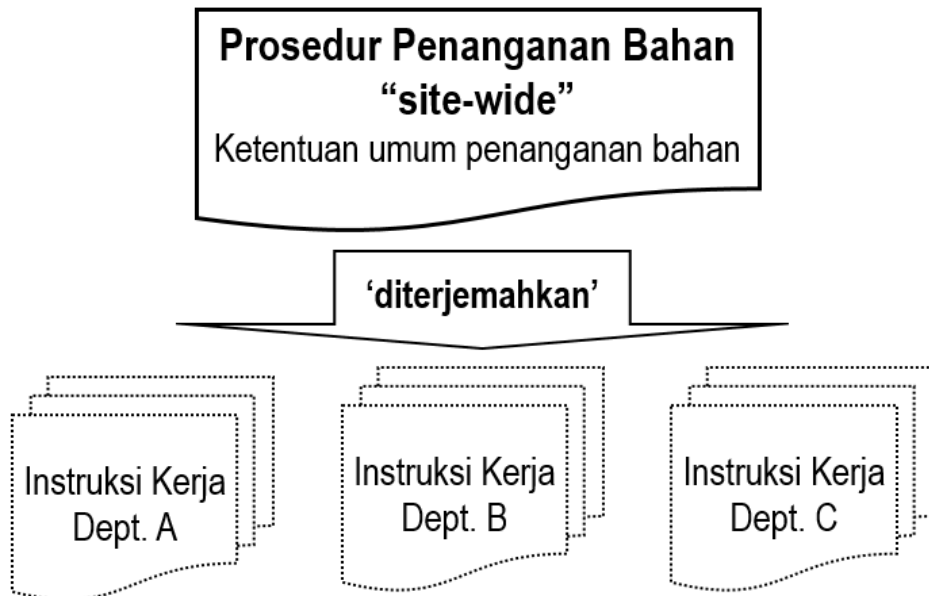 Prosedur Penanganan Bahan
“site-wide”
Ketentuan umum penanganan bahan
‘diterjemahkan’
Instruksi Kerja
Dept. A
Instruksi Kerja
Dept. B
Instruksi Kerja
Dept. C